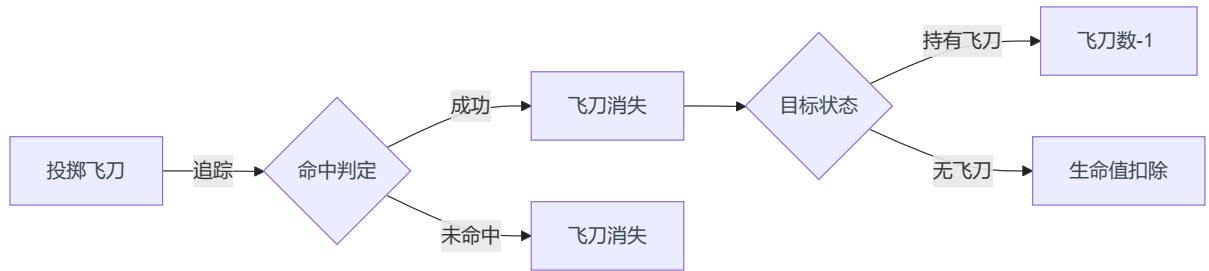 投掷飞刀
追踪
命中判定
成功
飞刀消失
目标状态
持有飞刀
飞刀数-1
无飞刀
生命值扣除
未命中
飞刀消失